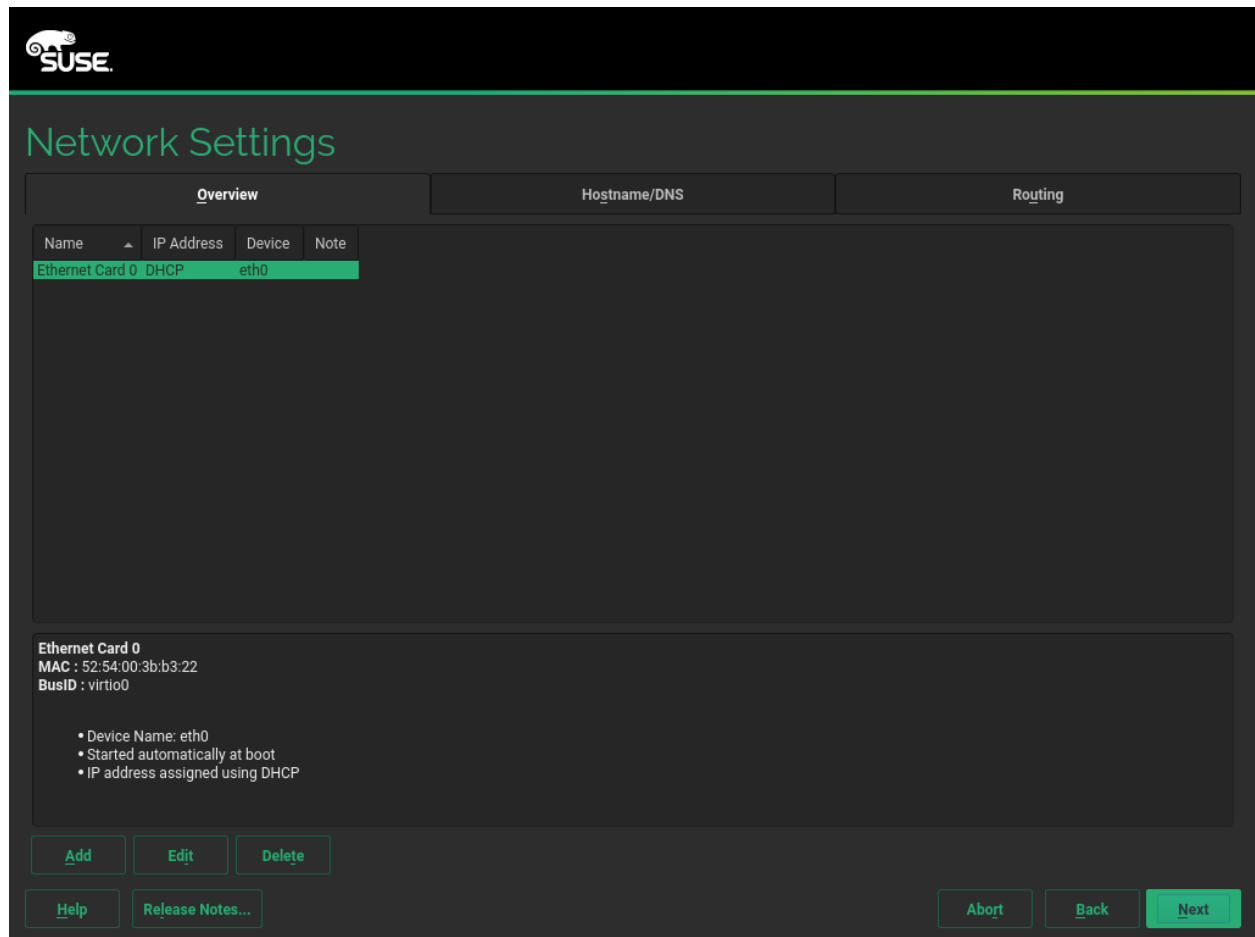 SUSE.
Network Settings
Overview Hostname/DNS Routing
Name IP Address Device Note
Ethernet Card 0 DHCP eth0
Ethernet Card 0
MAC : 52:54:00:3b:b3:22
BusID : virtio0
• Device Name: eth0
• Started automatically at boot
• IP address assigned using DHCP
Add Edit Delete
Help Release Notes... Abort Back Next